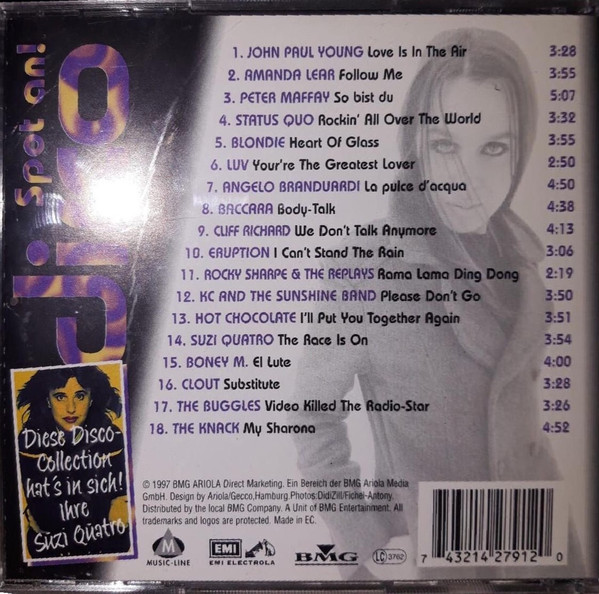 Spot an!
disco
1. JOHN PAUL YOUNG Love Is In The Air 3:28
2. AMANDA LEAR Follow Me 3:55
3. PETER MAFFAY So bist du 5:07
4. STATUS QUO Rockin' All Over The World 3:32
5. BLONDIE Heart Of Glass 3:55
6. LUV Your're The Greatest Lover 2:50
7. ANGELO BRANDUARDI La pulce d'acqua 4:50
8. BACCARA Body-Talk 4:38
9. CLIFF RICHARD We Don't Talk Anymore 4:13
10. ERUPTION I Can't Stand The Rain 3:06
11. ROCKY SHARPE & THE REPLAYS Rama Lama Ding Dong 2:19
12. KC AND THE SUNSHINE BAND Please Don't Go 3:50
13. HOT CHOCOLATE I'll Put You Together Again 3:51
14. SUZI QUATRO The Race Is On 3:54
15. BONEY M. El Lute 4:00
16. CLOUT Substitute 3:28
17. THE BUGGLES Video Killed The Radio-Star 3:26
18. THE KNACK My Sharona 4:52
Diese Disco-
Collection
hat's in sich!
Ihre
Suzi Quatro
© 1997 BMG ARIOLA Direct Marketing. Ein Bereich der BMG Ariola Media
GmbH. Design by Ariola/Gecco,Hamburg.Photos:DidiZill/Fichel-Antony.
Distributed by the local BMG Company. A Unit of BMG Entertainment. All
trademarks and logos are protected. Made in EC.
M
MUSIC-LINE
EMI
EMI ELECTROLA
BMG
LC 3762
7 43214 27912 0